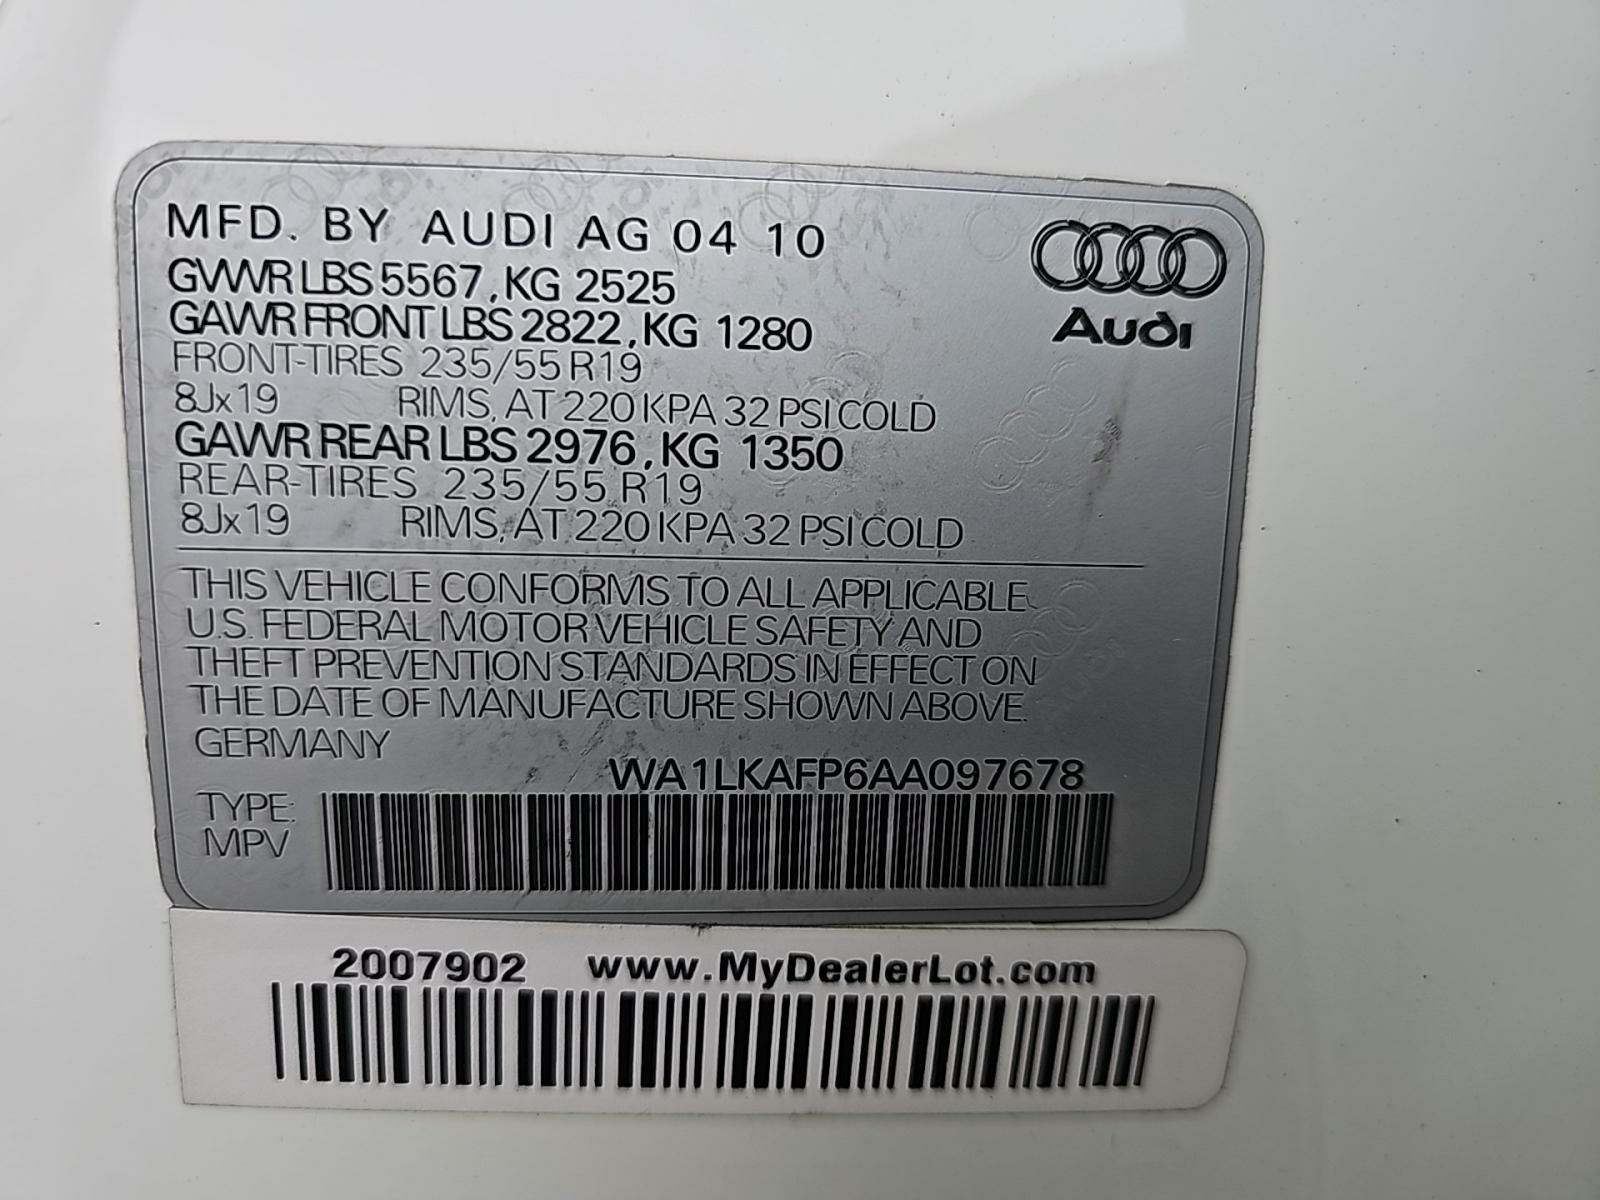 MFD. BY AUDI AG 04 10
GVWR LBS 5567, KG 2525
GAWR FRONT LBS 2822, KG 1280
FRONT-TIRES 235/55 R19
8Jx19 RIMS, AT 220 KPA 32 PSI COLD
GAWR REAR LBS 2976, KG 1350
REAR-TIRES 235/55 R19
8Jx19 RIMS, AT 220 KPA 32 PSI COLD
Audi
THIS VEHICLE CONFORMS TO ALL APPLICABLE
U.S. FEDERAL MOTOR VEHICLE SAFETY AND
THEFT PREVENTION STANDARDS IN EFFECT ON
THE DATE OF MANUFACTURE SHOWN ABOVE.
GERMANY
WA1LKAFP6AA097678
TYPE:
MPV
2007902 www.MyDealerLot.com